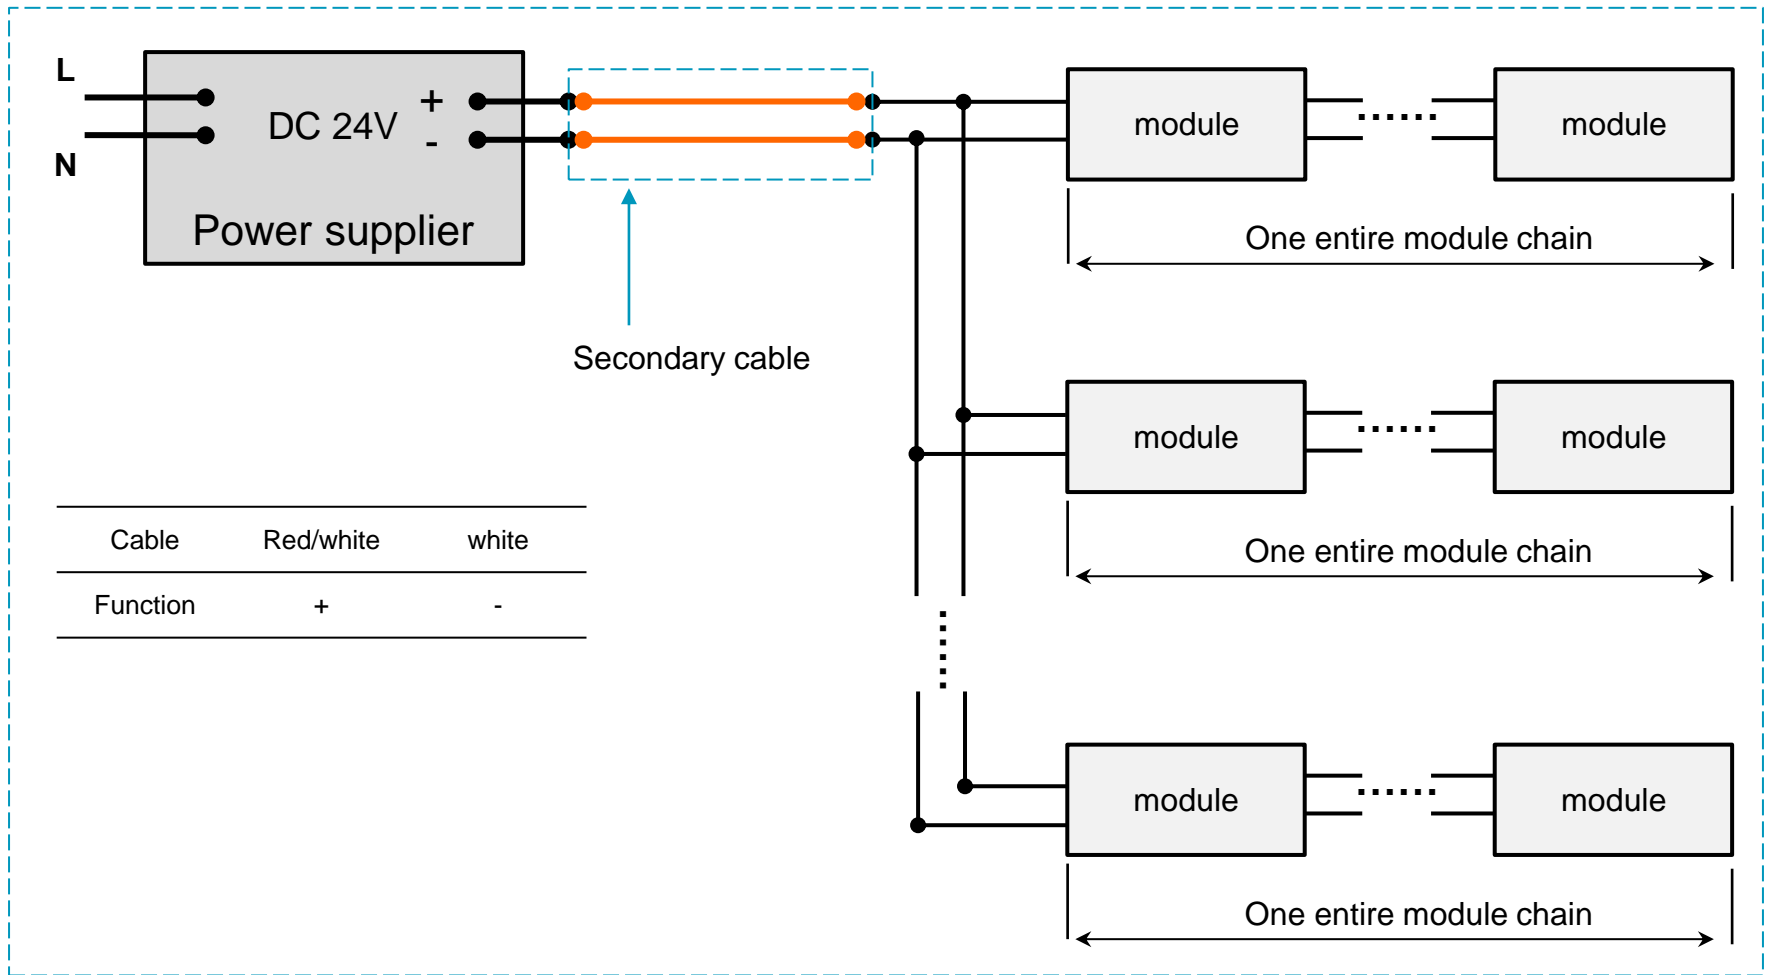 L
N
DC 24V
+
-
Power supplier
Secondary cable
module
module
One entire module chain
module
module
One entire module chain
Cable Red/white white
Function + -
module
module
One entire module chain